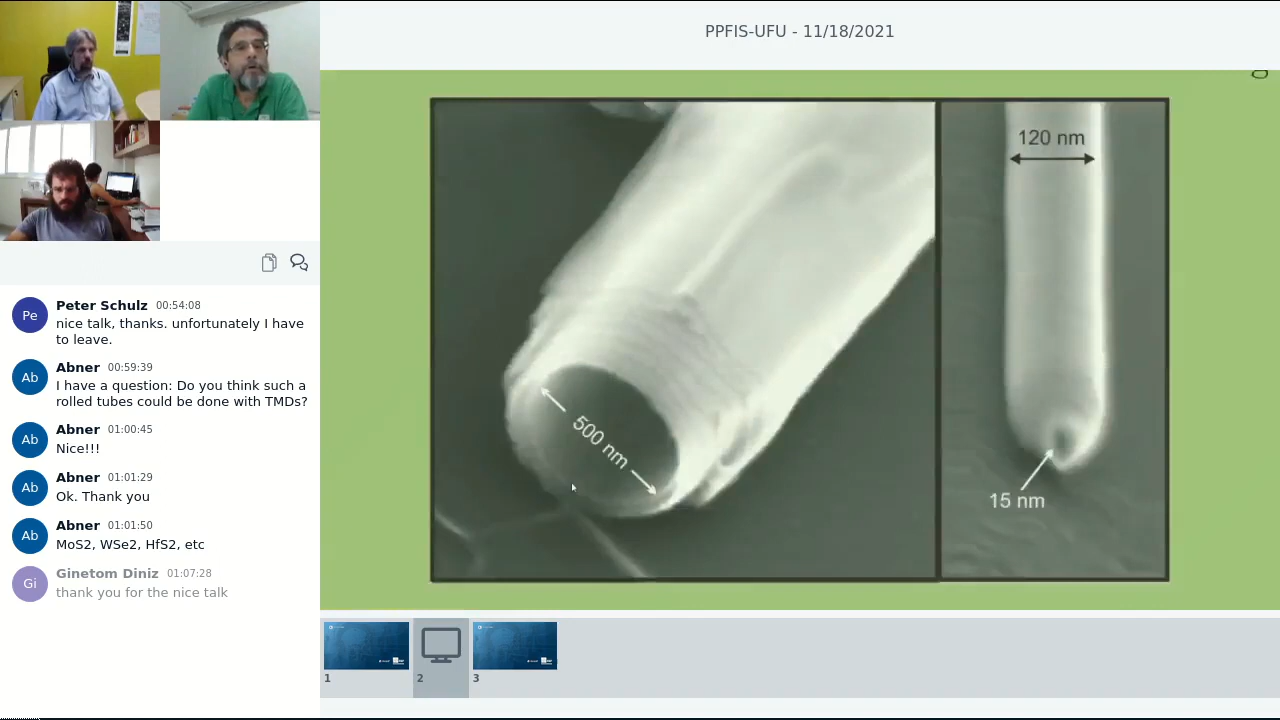 PPFIS-UFU - 11/18/2021
g
120 nm
500 nm
15 nm
Pe
Peter Schulz 00:54:08
nice talk, thanks. unfortunately I have
to leave.
Ab
Abner 00:59:39
I have a question: Do you think such a
rolled tubes could be done with TMDs?
Ab
Abner 01:00:45
Nice!!!
Ab
Abner 01:01:29
Ok. Thank you
Ab
Abner 01:01:50
MoS2, WSe2, HfS2, etc
Gi
Ginetom Diniz 01:07:28
thank you for the nice talk
1
2
3